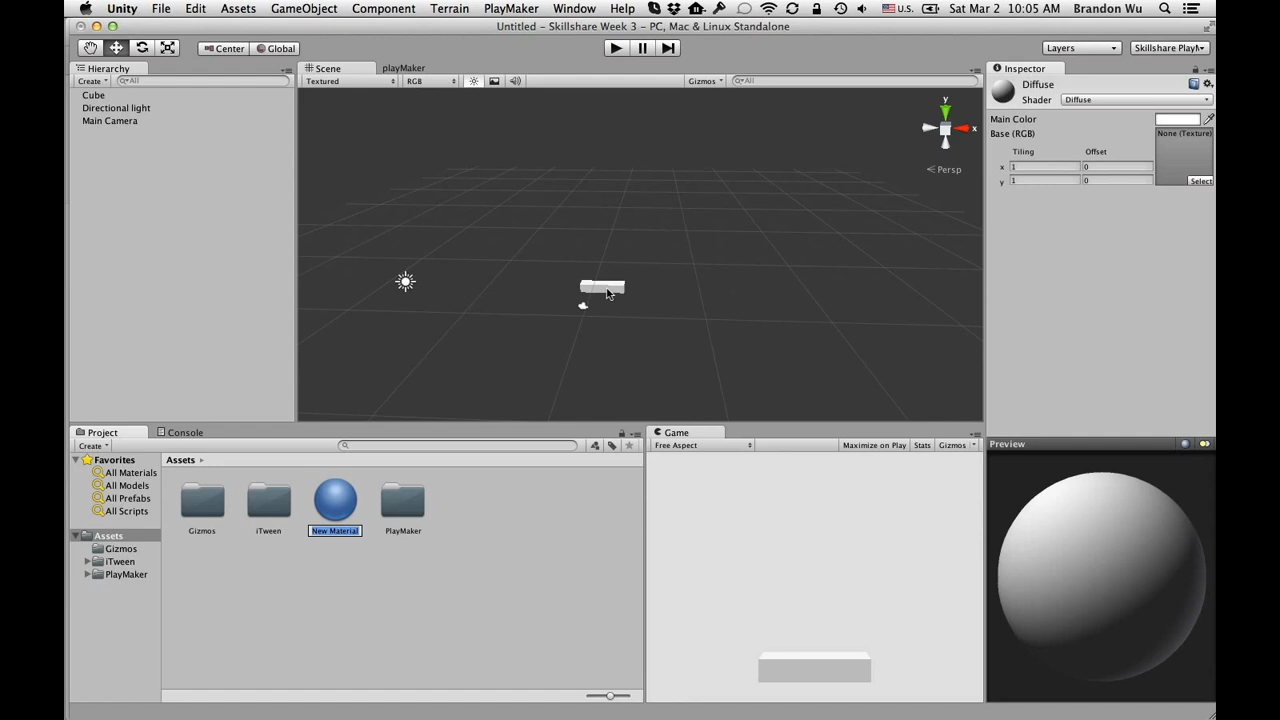 Unity File Edit Assets GameObject Component Terrain PlayMaker Window Help U.S. Sat Mar 2 10:05 AM Brandon Wu
Untitled - Skillshare Week 3 - PC, Mac & Linux Standalone
Center Global Layers Skillshare PlayM
Hierarchy Scene playMaker Inspector
Create All Textured RGB Gizmos All
Cube
Directional light
Main Camera
y
x
Persp
Diffuse
Shader Diffuse
Main Color
Base (RGB) None (Texture)
Tiling Offset
x 1 0
y 1 0 Select
Project Console
Create
Favorites
All Materials
All Models
All Prefabs
All Scripts
Assets
Gizmos
iTween
PlayMaker
Assets
Gizmos iTween New Material PlayMaker
Game
Free Aspect Maximize on Play Stats Gizmos
Preview